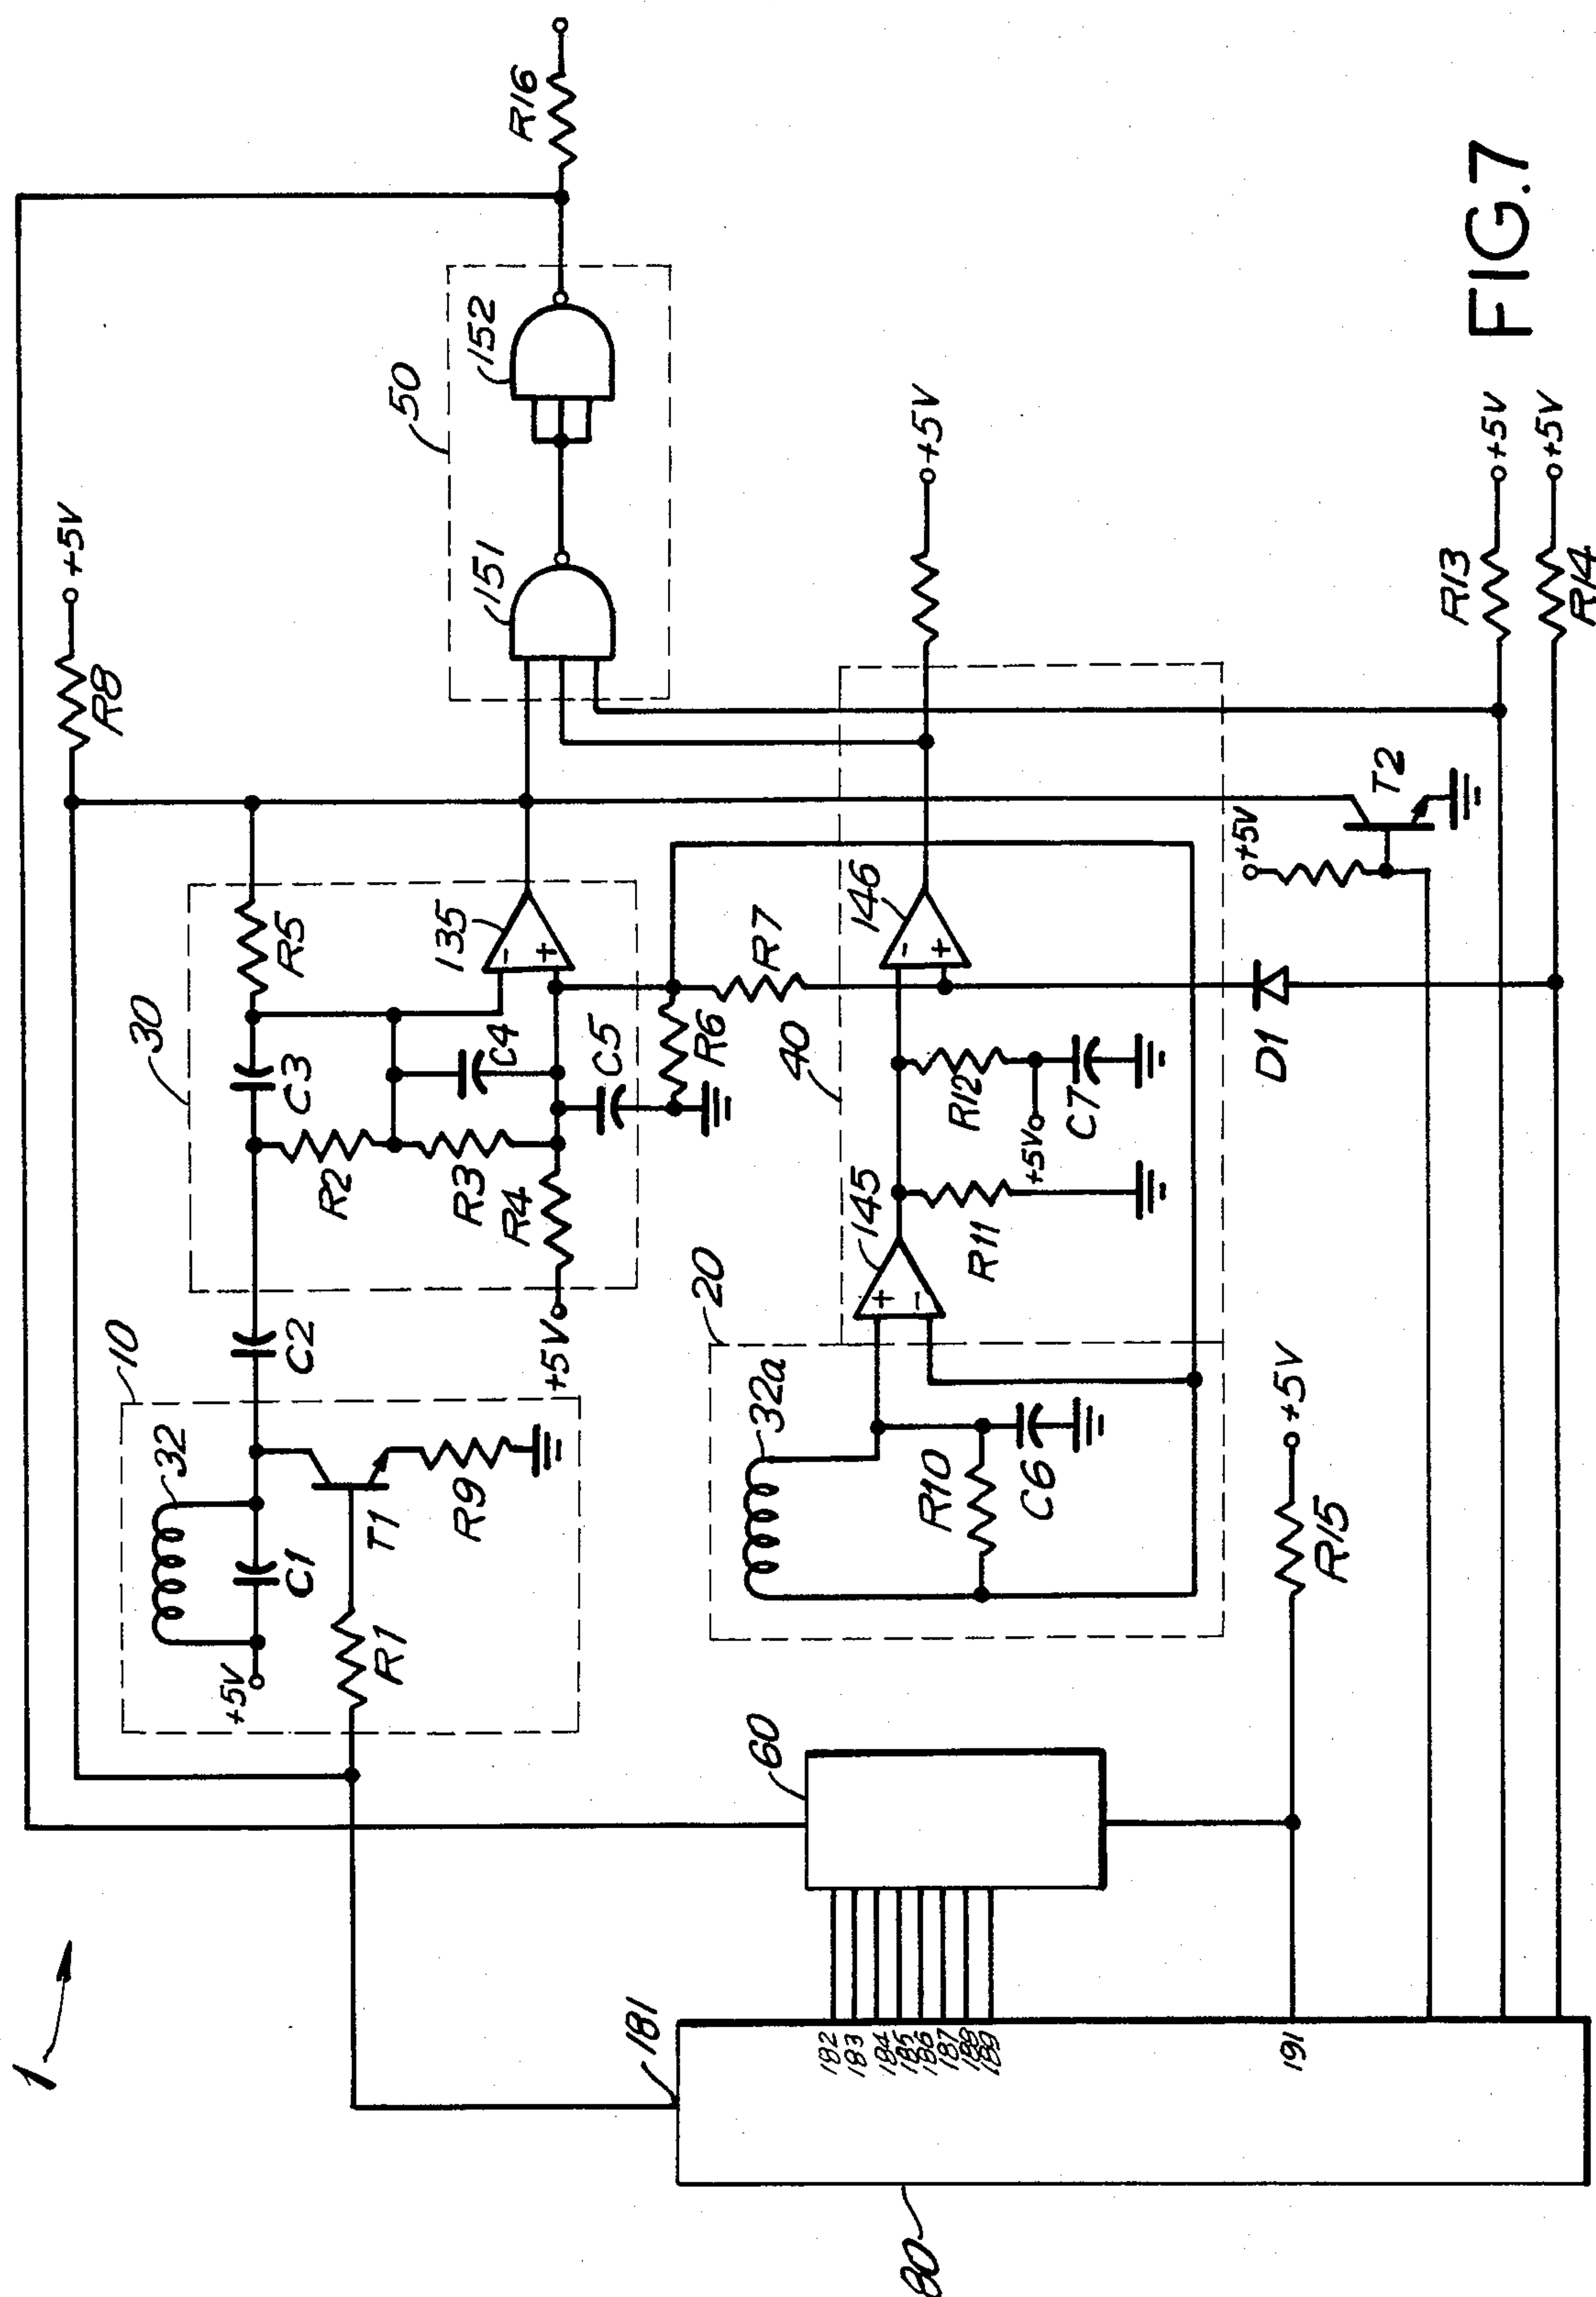 1
+5V
R8
R16
50
152
151
30
R5
135
C3
C4
C5
R2
R3
R4
R6
R7
+5V
10
32
C1
C2
+5V
T1
R1
R9
40
146
145
R12
R11
+5V
C7
+5V
20
32a
R10
C6
60
+5V
R15
D1
T2
+5V
R13
+5V
R14
+5V
181
182
183
184
185
186
187
188
189
191
80
FIG.7
-
+
-
+
+
-